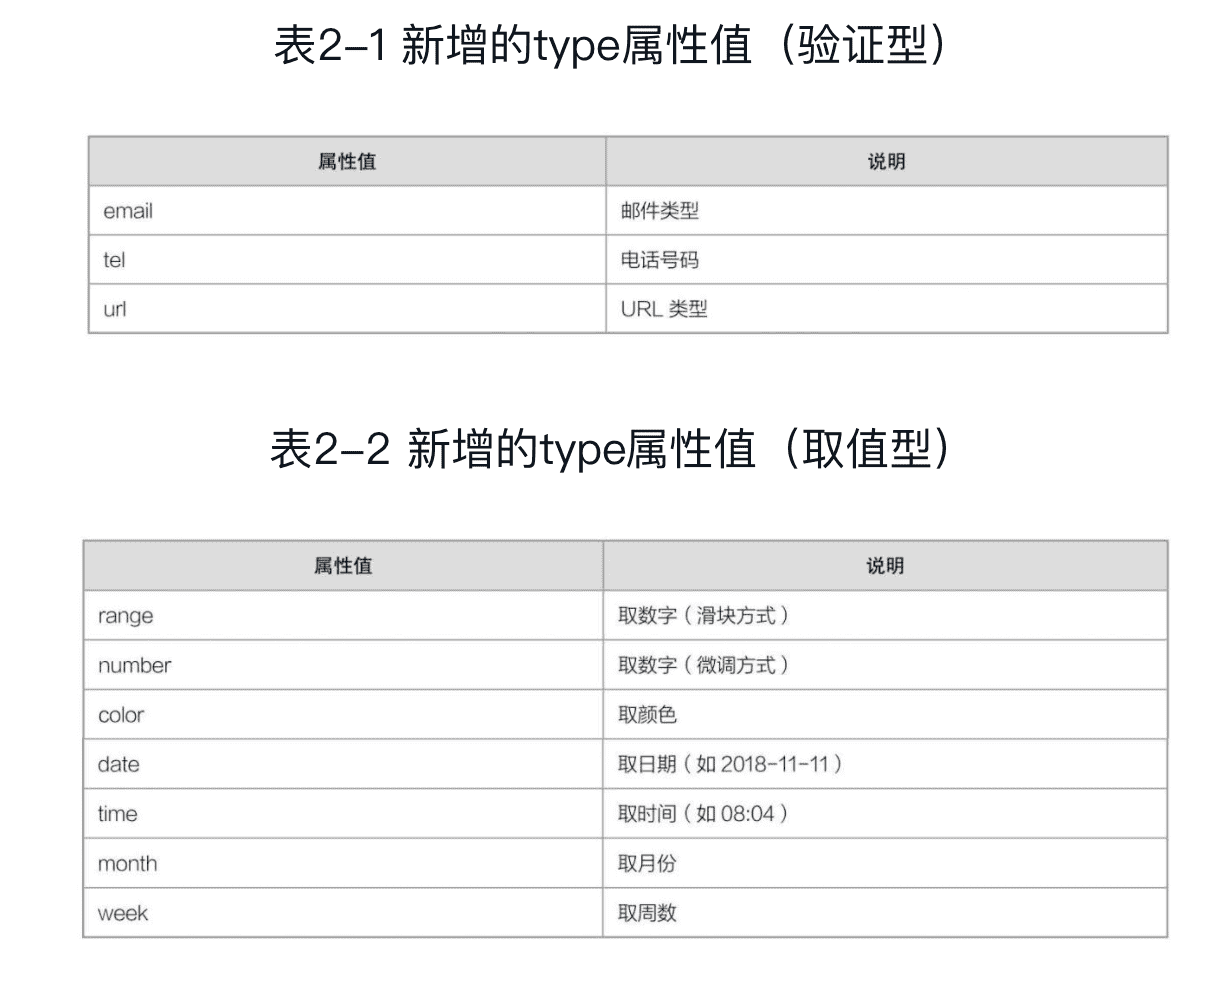 表2-1 新增的type属性值（验证型）
属性值 说明
email 邮件类型
tel 电话号码
url URL 类型
表2-2 新增的type属性值（取值型）
属性值 说明
range 取数字（滑块方式）
number 取数字（微调方式）
color 取颜色
date 取日期（如 2018-11-11）
time 取时间（如 08:04）
month 取月份
week 取周数